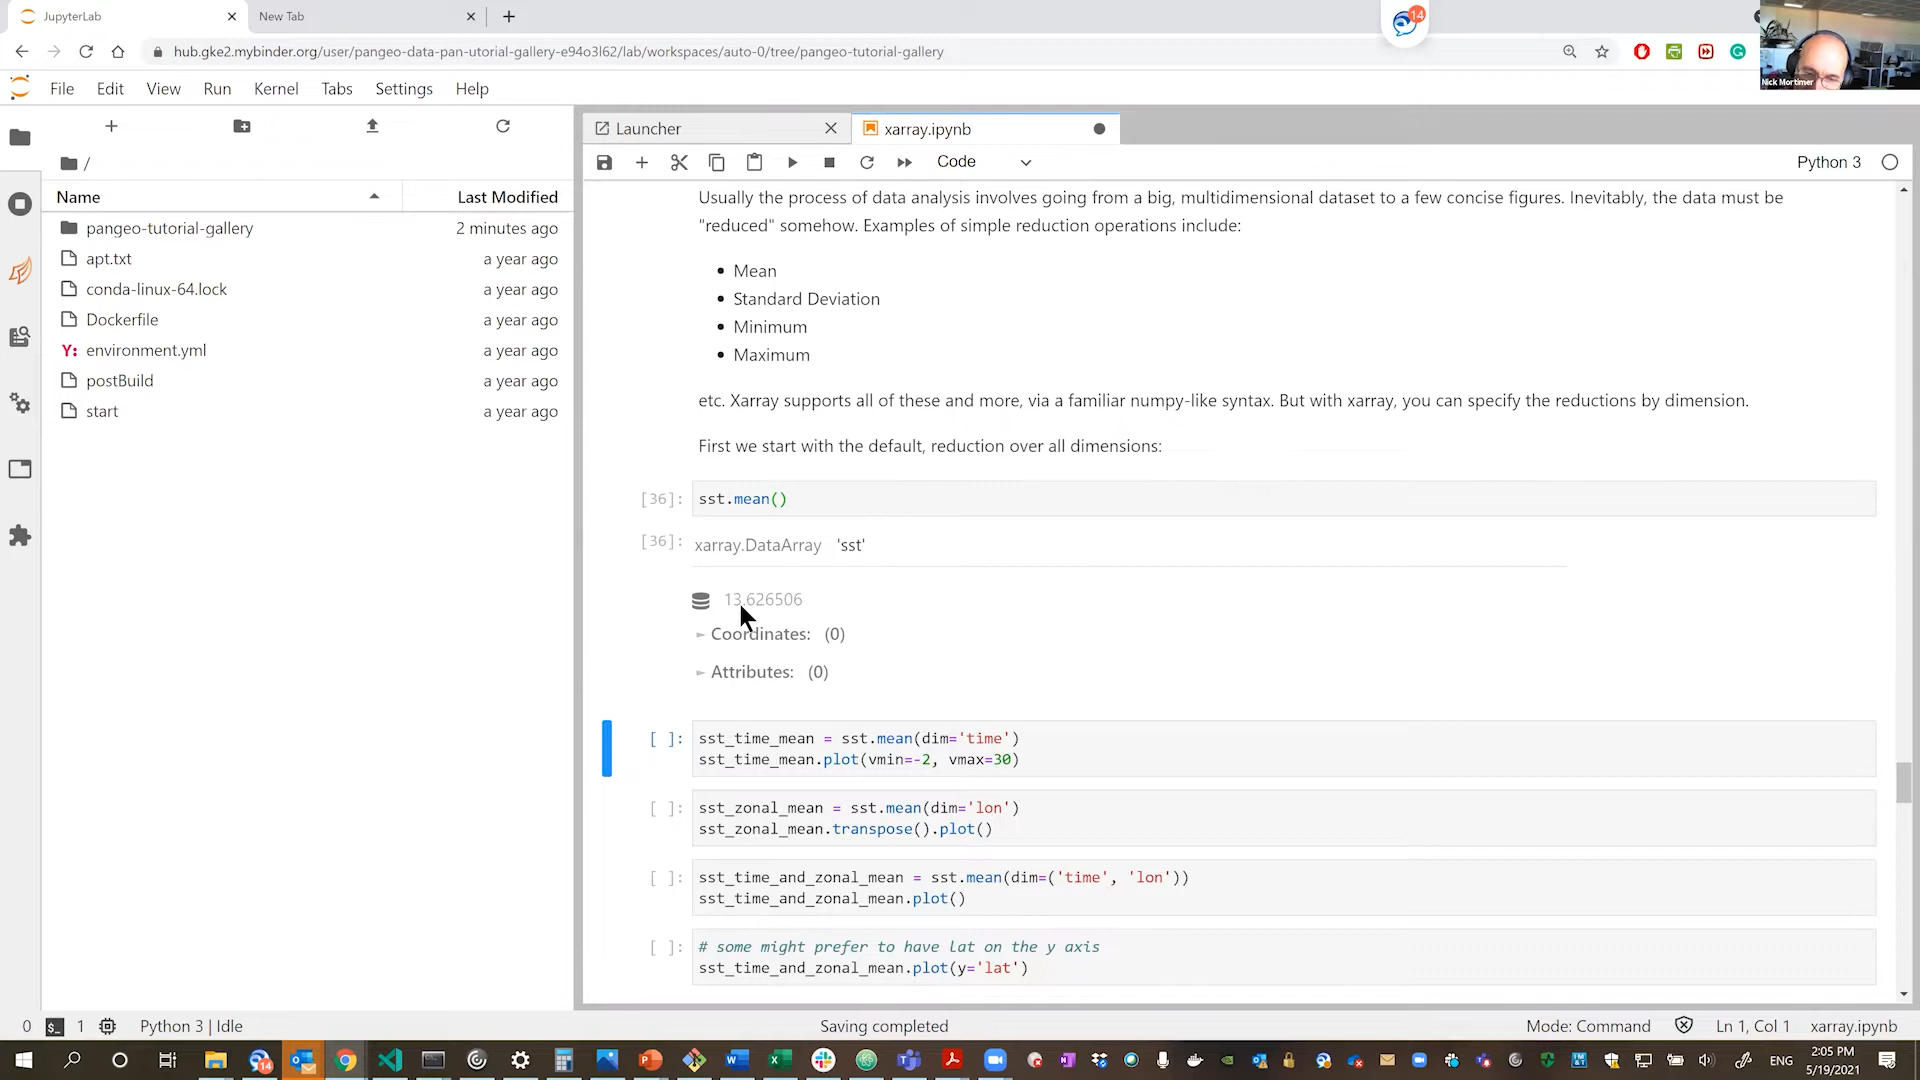 JupyterLab
New Tab
14
hub.gke2.mybinder.org/user/pangeo-data-pan-utorial-gallery-e94o3l62/lab/workspaces/auto-0/tree/pangeo-tutorial-gallery
Nick Mortimer
File Edit View Run Kernel Tabs Settings Help
Launcher
xarray.ipynb
/
Code
Python 3
Name Last Modified
pangeo-tutorial-gallery 2 minutes ago
apt.txt a year ago
conda-linux-64.lock a year ago
Dockerfile a year ago
Y: environment.yml a year ago
postBuild a year ago
start a year ago
Usually the process of data analysis involves going from a big, multidimensional dataset to a few concise figures. Inevitably, the data must be
"reduced" somehow. Examples of simple reduction operations include:
• Mean
• Standard Deviation
• Minimum
• Maximum
etc. Xarray supports all of these and more, via a familiar numpy-like syntax. But with xarray, you can specify the reductions by dimension.
First we start with the default, reduction over all dimensions:
[36]: sst.mean()
[36]: xarray.DataArray 'sst'
13.626506
► Coordinates: (0)
► Attributes: (0)
[ ]: sst_time_mean = sst.mean(dim='time')
sst_time_mean.plot(vmin=-2, vmax=30)
[ ]: sst_zonal_mean = sst.mean(dim='lon')
sst_zonal_mean.transpose().plot()
[ ]: sst_time_and_zonal_mean = sst.mean(dim=('time', 'lon'))
sst_time_and_zonal_mean.plot()
[ ]: # some might prefer to have lat on the y axis
sst_time_and_zonal_mean.plot(y='lat')
0 1 Python 3 | Idle Saving completed Mode: Command Ln 1, Col 1 xarray.ipynb
ENG
2:05 PM
5/19/2021